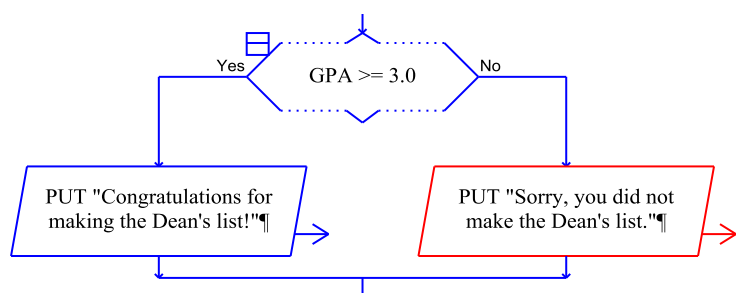 Yes
GPA >= 3.0
No
PUT "Congratulations for
making the Dean's list!"¶
PUT "Sorry, you did not
make the Dean's list."¶